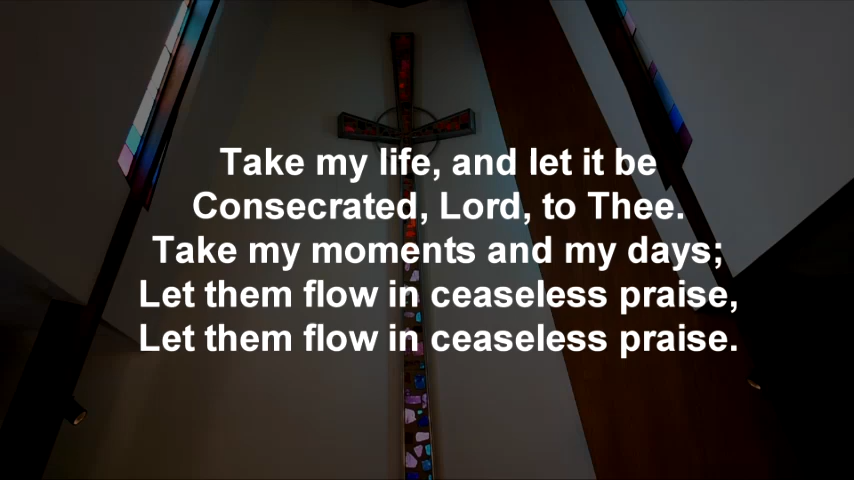 Take my life, and let it be
Consecrated, Lord, to Thee.
Take my moments and my days;
Let them flow in ceaseless praise,
Let them flow in ceaseless praise.